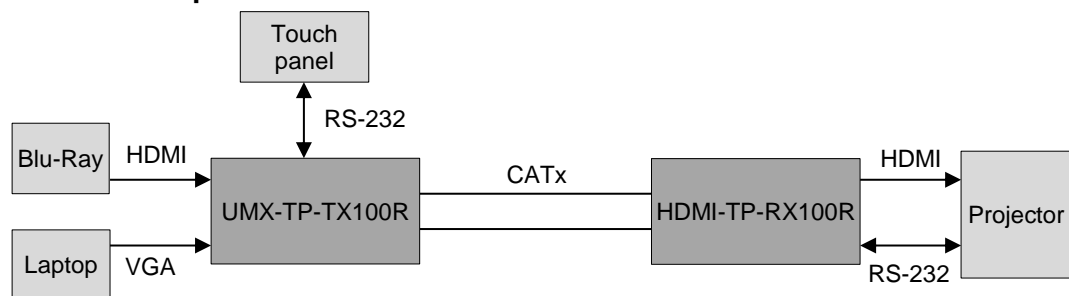 Touch
panel
RS-232
Blu-Ray
HDMI
UMX-TP-TX100R
CATx
HDMI-TP-RX100R
HDMI
Projector
Laptop
VGA
RS-232